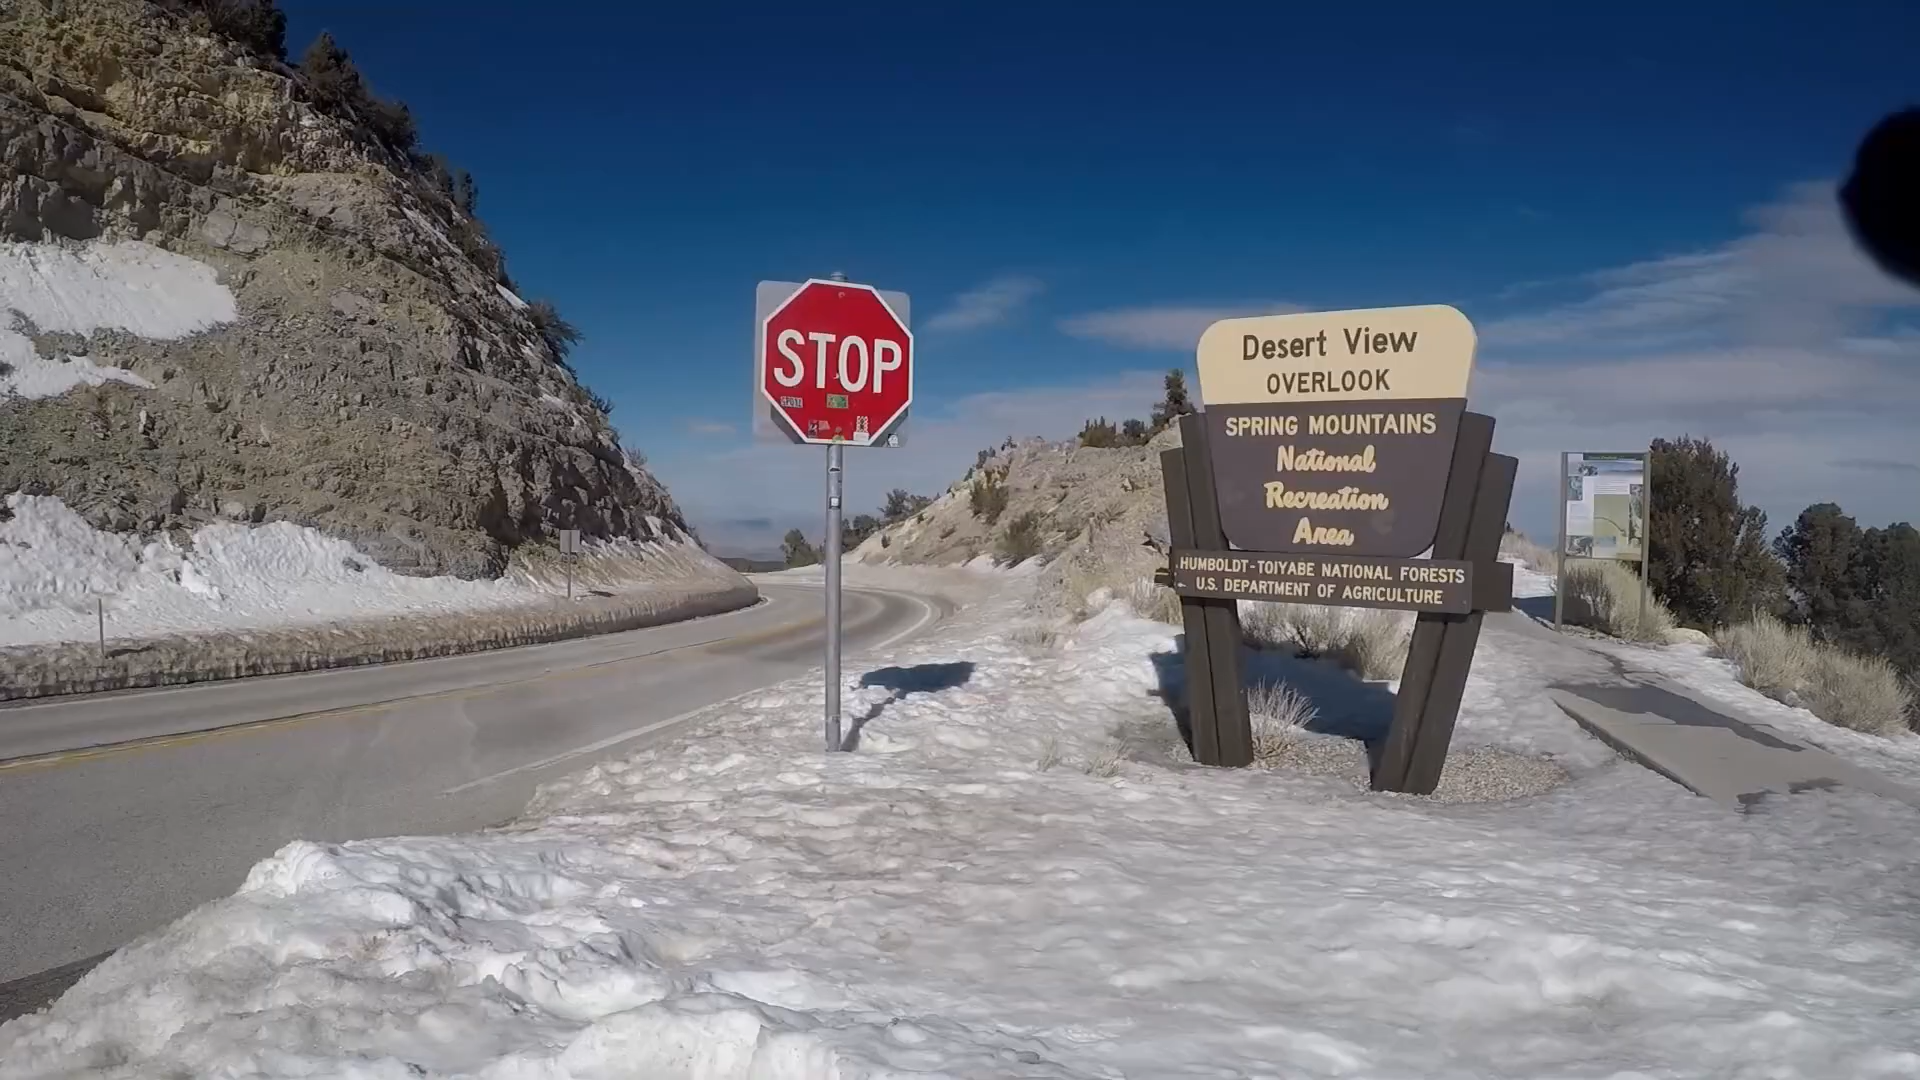 STOP
Desert View
OVERLOOK
SPRING MOUNTAINS
National
Recreation
Area
HUMBOLDT-TOIYABE NATIONAL FORESTS
U.S. DEPARTMENT OF AGRICULTURE